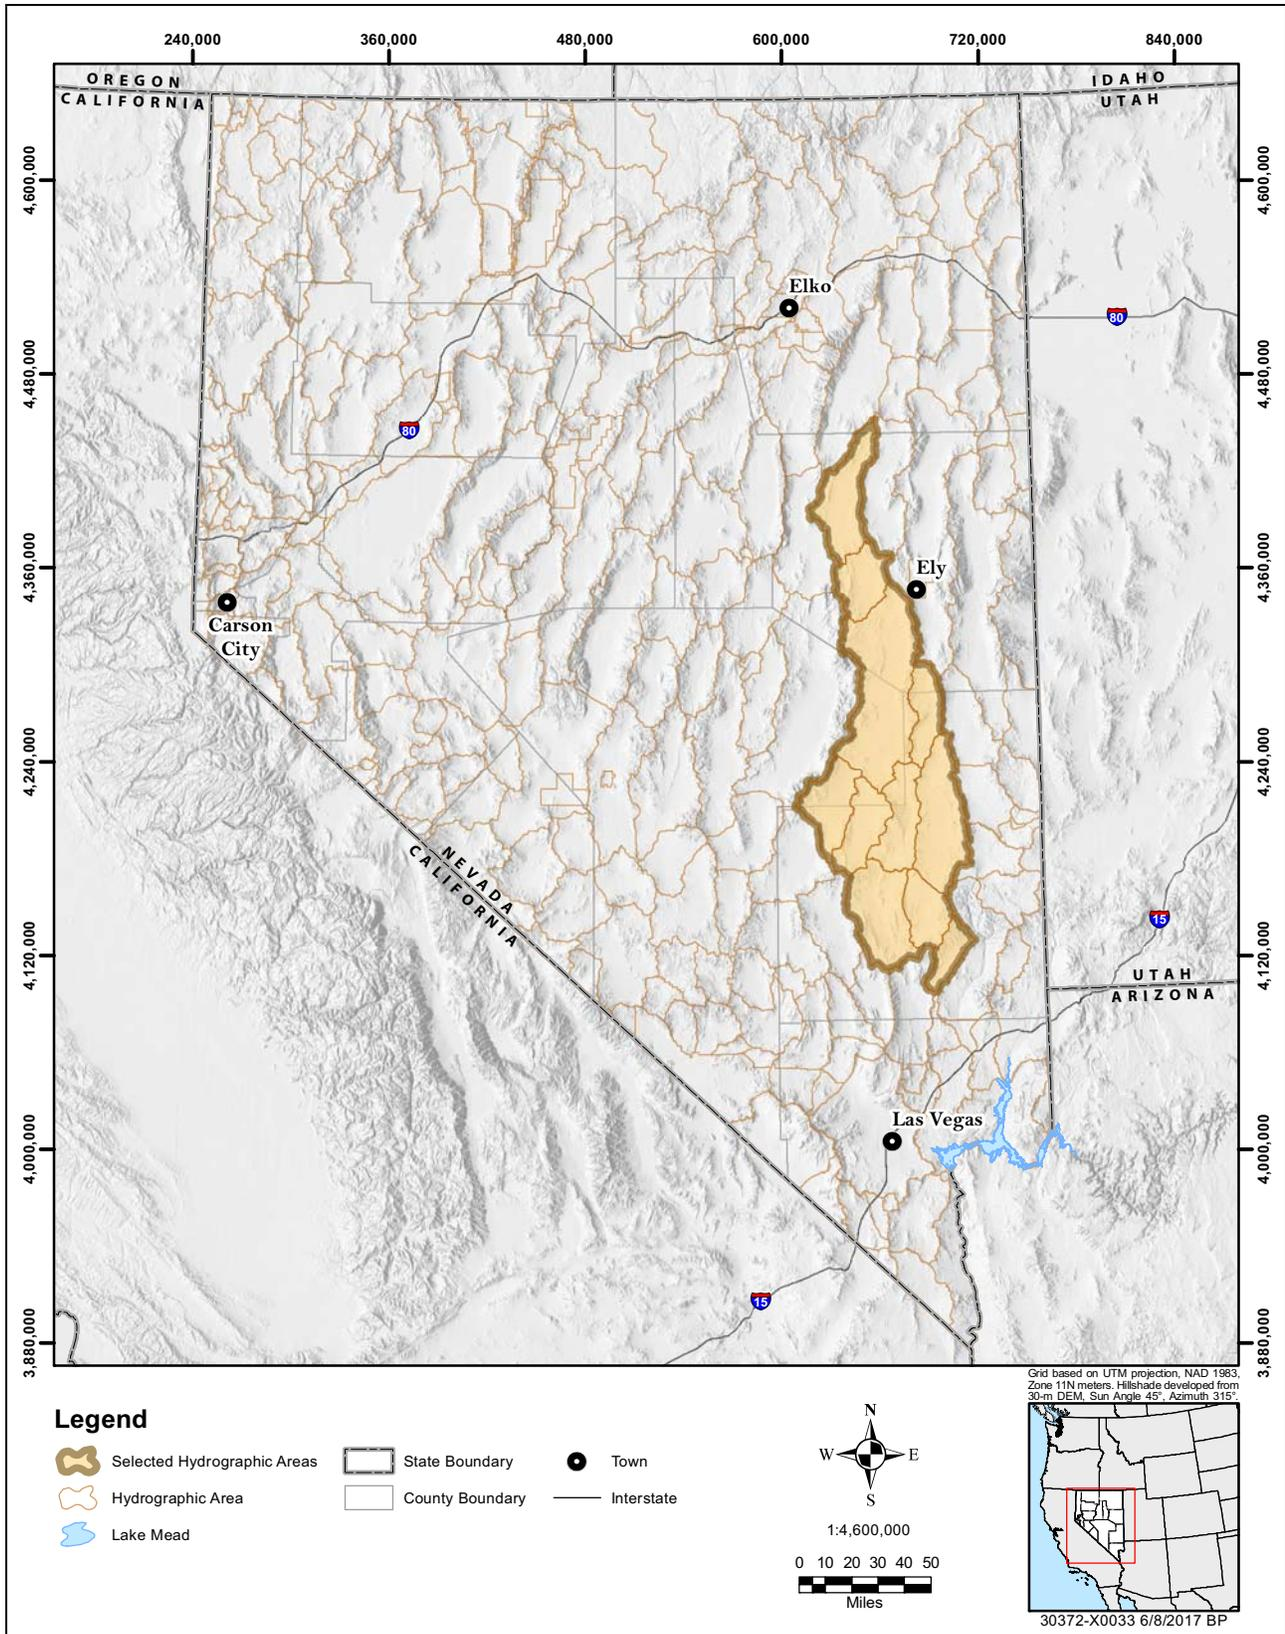 240,000 360,000 480,000 600,000 720,000 840,000
OREGON
CALIFORNIA
IDAHO
UTAH
4,600,000
4,600,000
Elko
80
4,480,000
4,480,000
80
4,360,000
4,360,000
Ely
Carson
City
4,240,000
4,240,000
NEVADA
CALIFORNIA
15
4,120,000
4,120,000
UTAH
ARIZONA
Las Vegas
4,000,000
4,000,000
15
3,880,000
3,880,000
Grid based on UTM projection, NAD 1983,
Zone 11N meters. Hillshade developed from
30-m DEM, Sun Angle 45°, Azimuth 315°.
Legend
Selected Hydrographic Areas
State Boundary
Town
Hydrographic Area
County Boundary
Interstate
Lake Mead
N
W E
S
1:4,600,000
0 10 20 30 40 50
Miles
30372-X0033 6/8/2017 BP